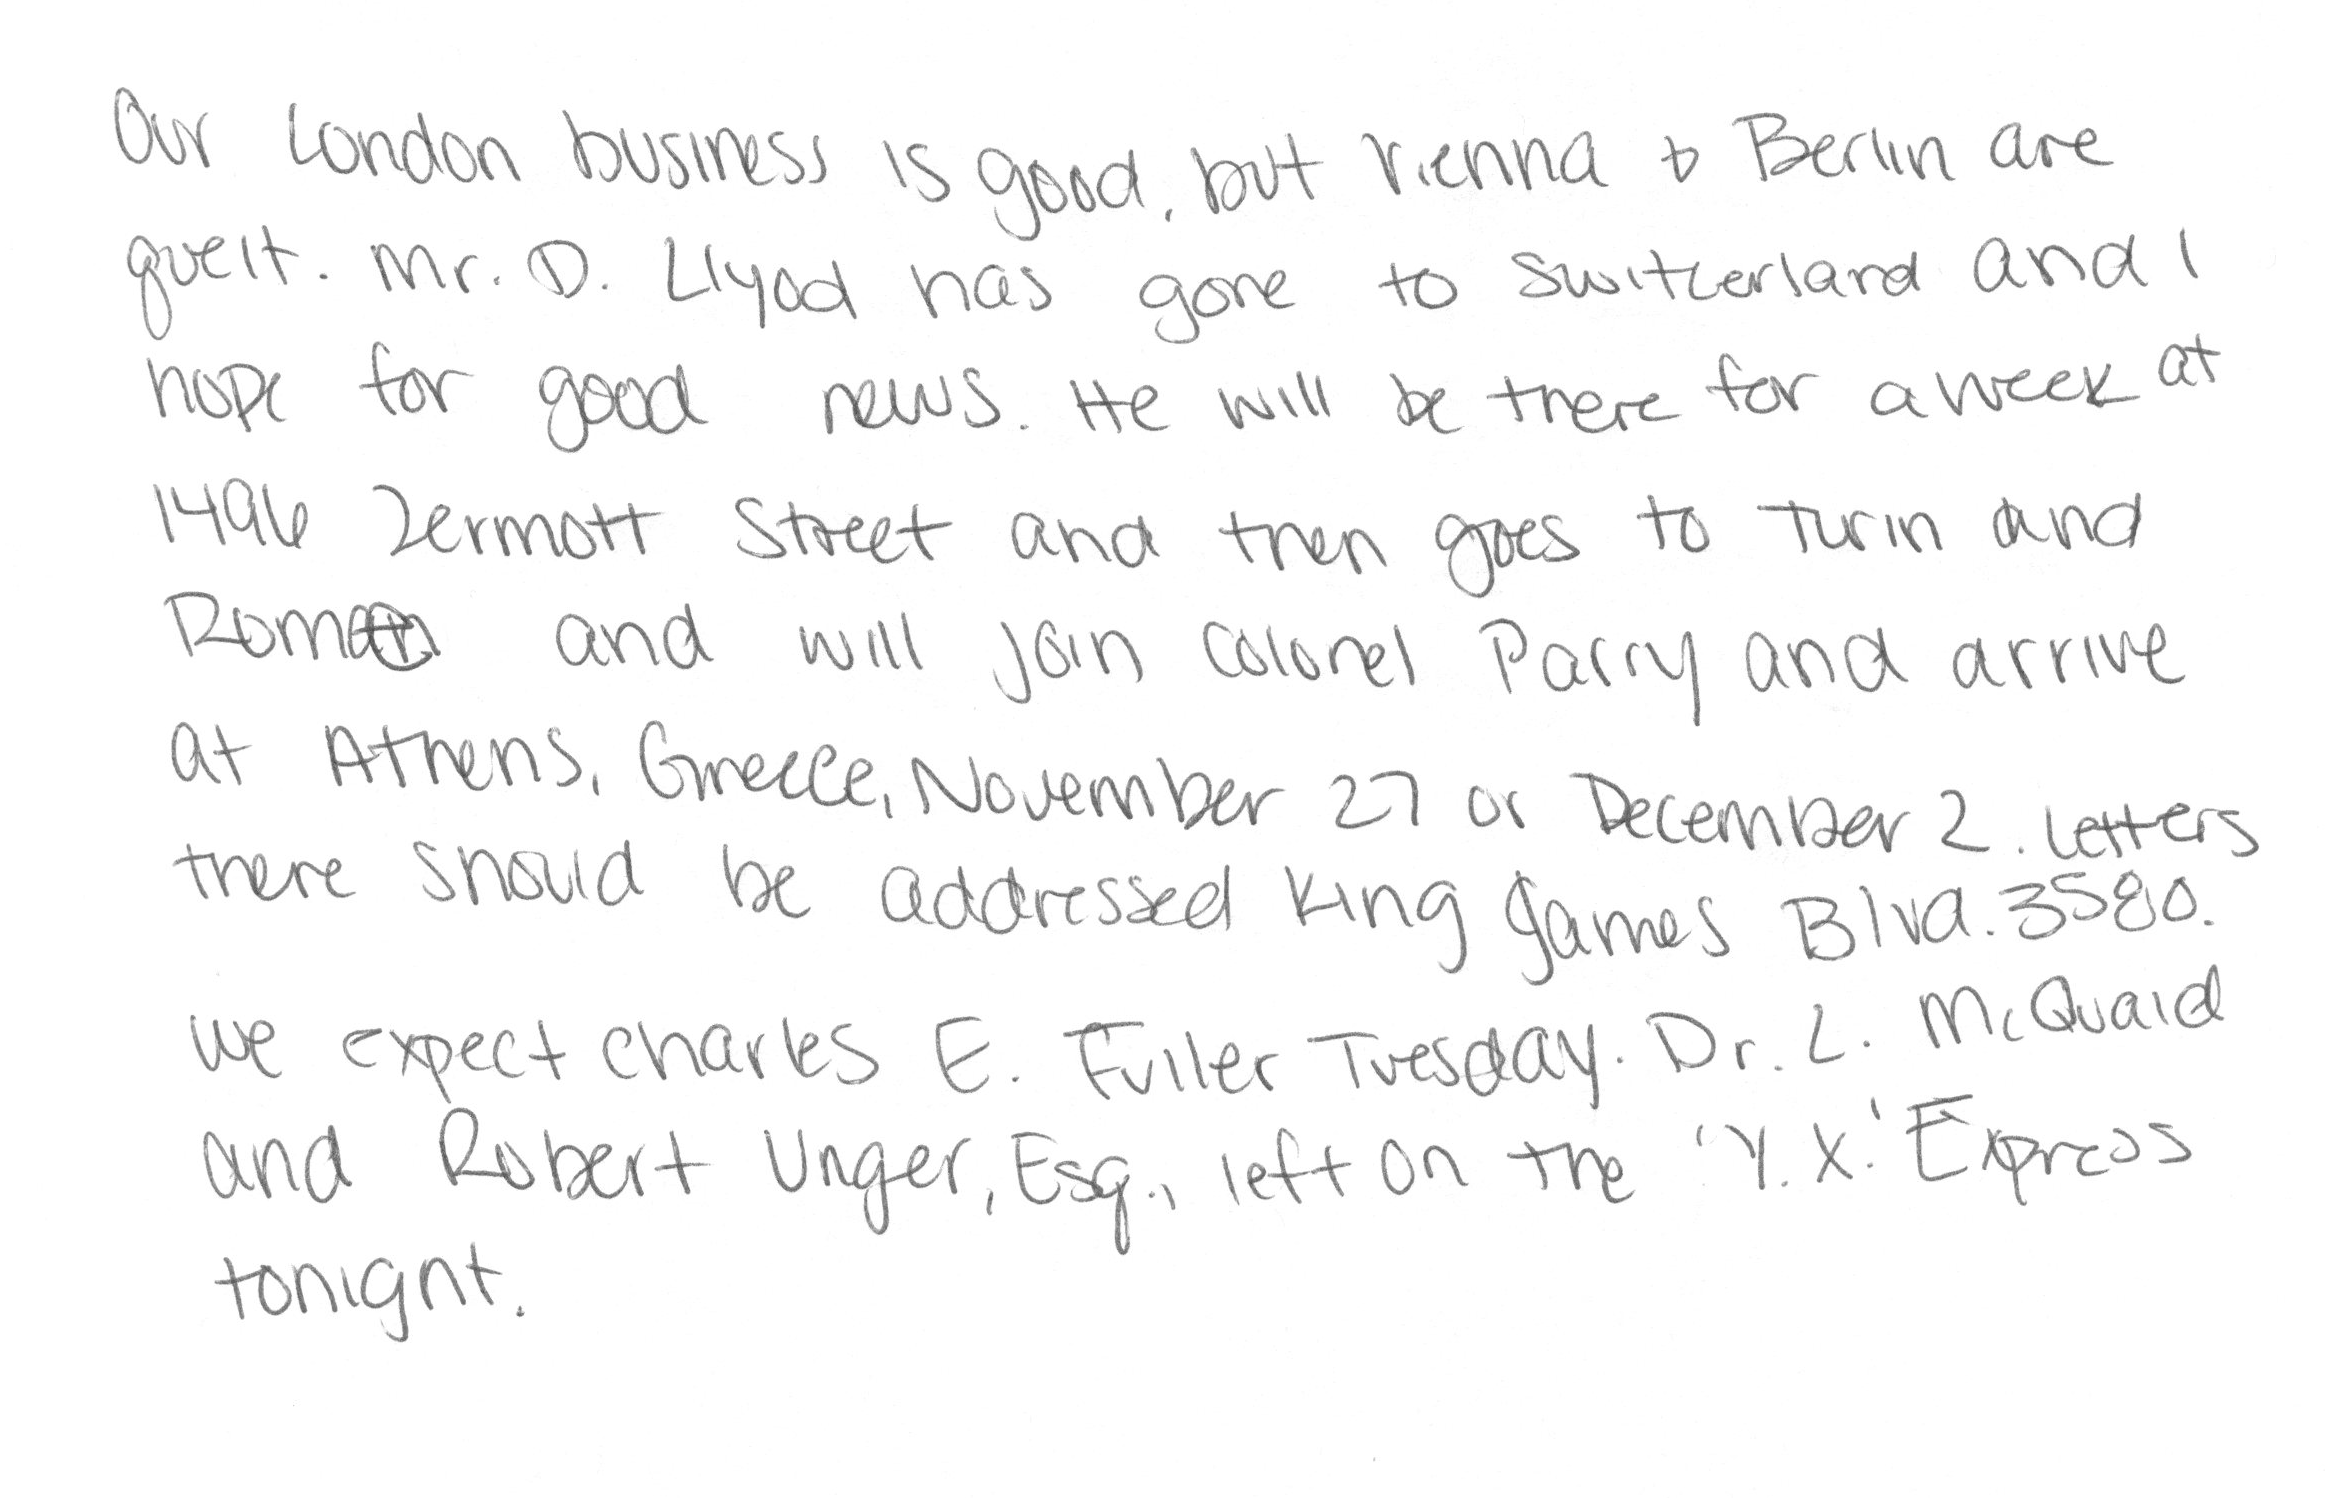 Our London business is good, but Vienna & Berlin are
queit. Mr. D. Llyod has gone to Switzerland and I
hope for good news. He will be there for a week at
1496 Zermott Street and then goes to Turin and
and will join Colonel Parry and arrive
at Athens, Greece, November 27 or December 2. Letters
there should be addressed King James Blvd. 3580.
We expect Charles E. Fuller Tuesday. Dr. L. McQuaid
and Robert Unger, Esq., left on the 'Y.X.' Express
tonight.